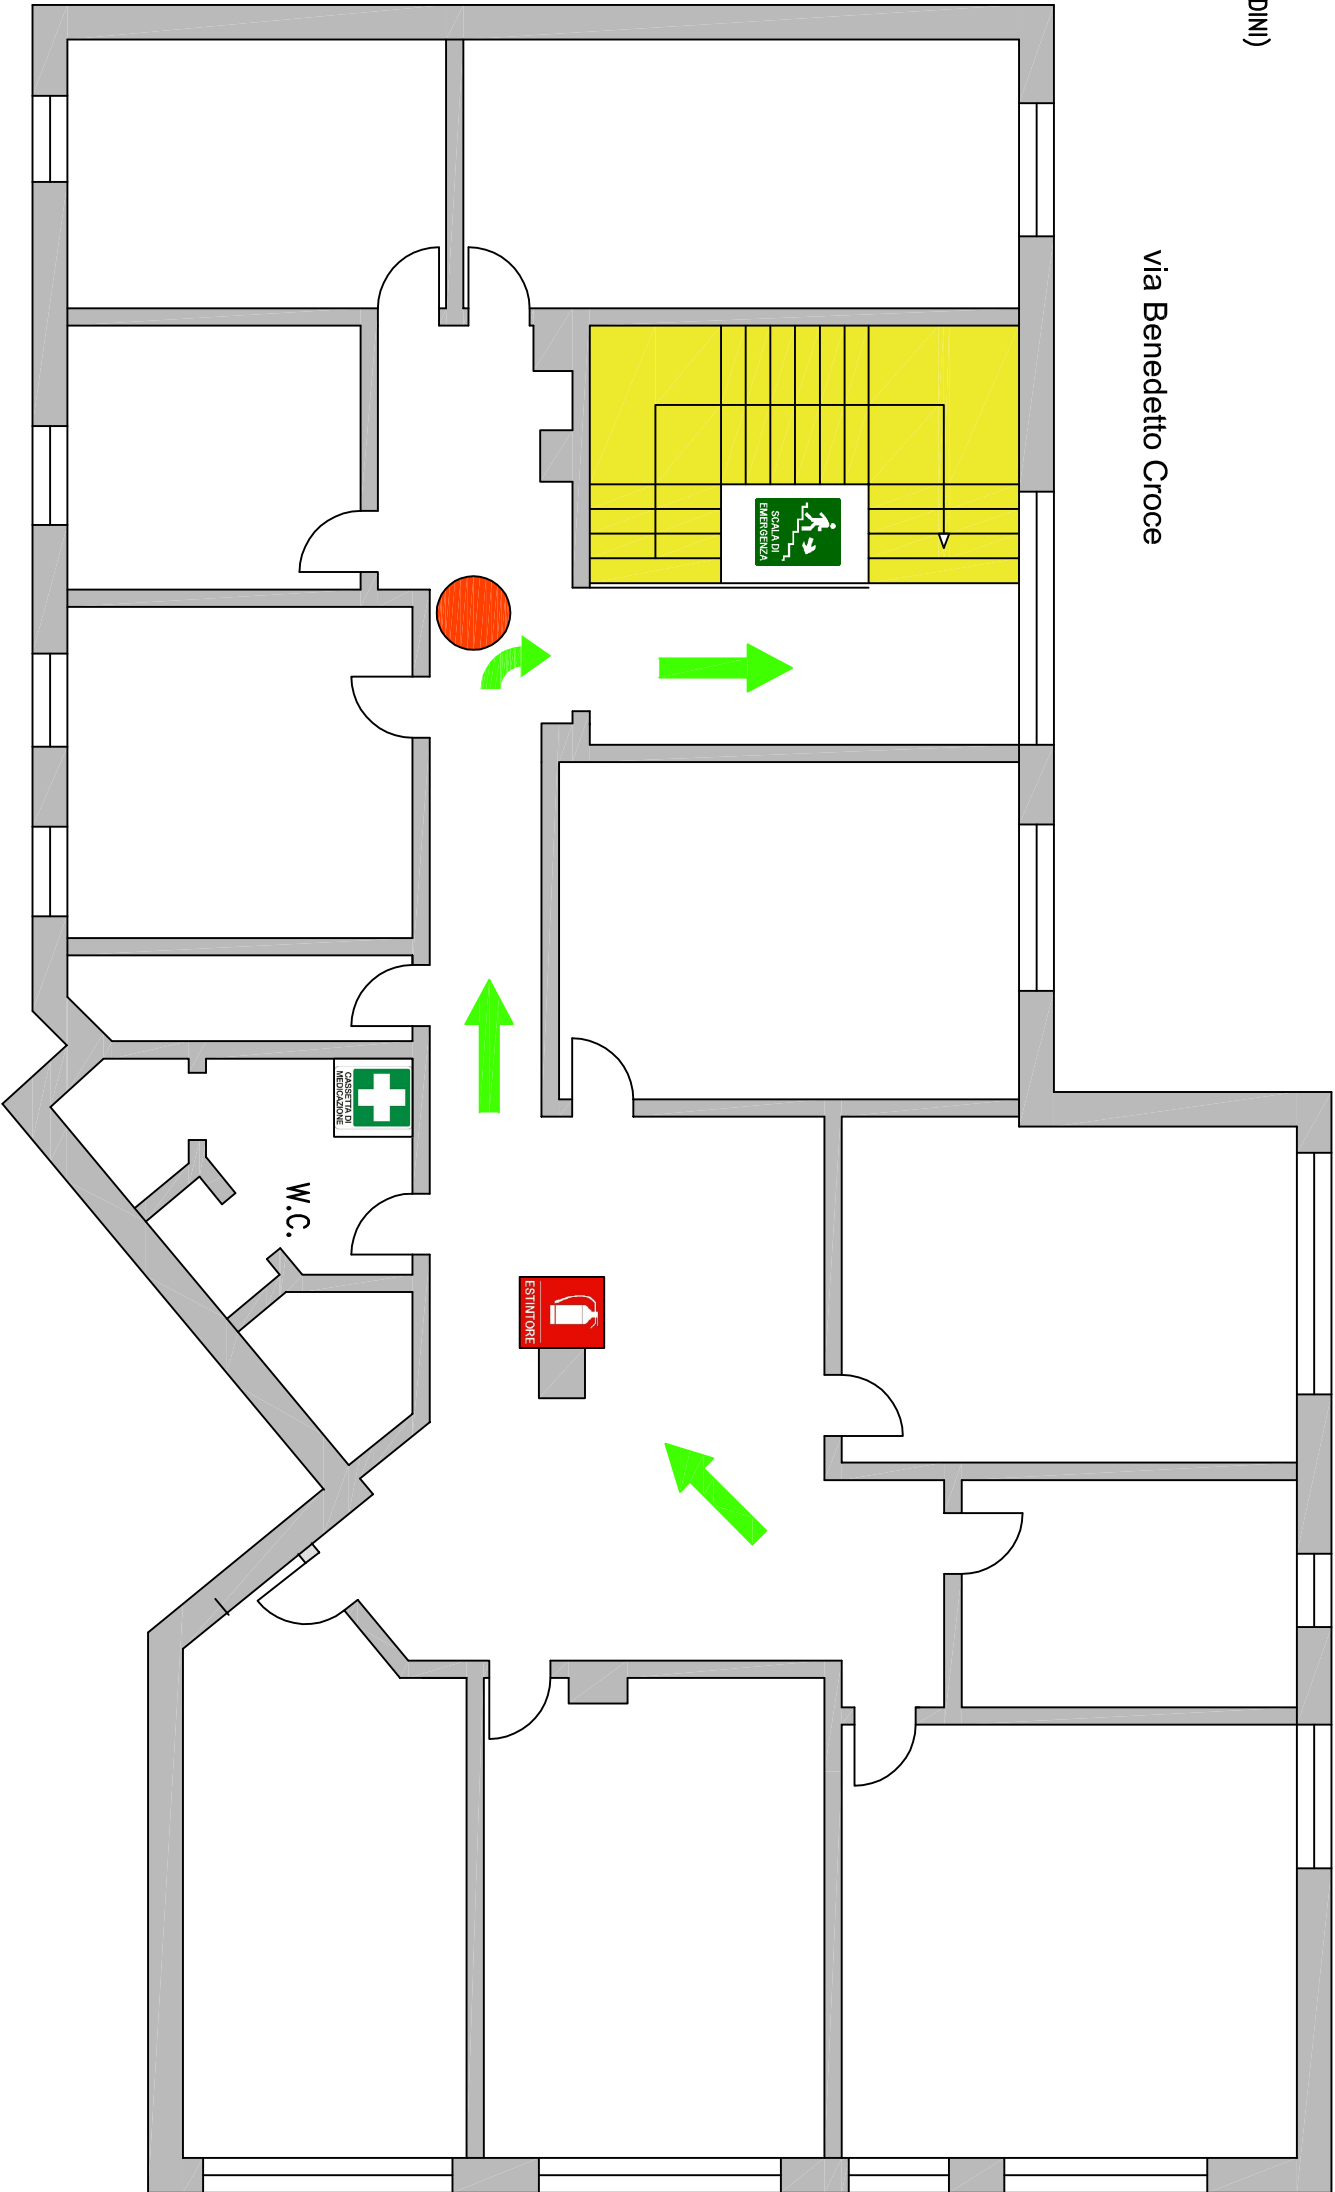 DINI)
via Benedetto Croce
SCALA DI
EMERGENZA
CASSETTA DI
MEDICAZIONE
W.C.
ESTINTORE